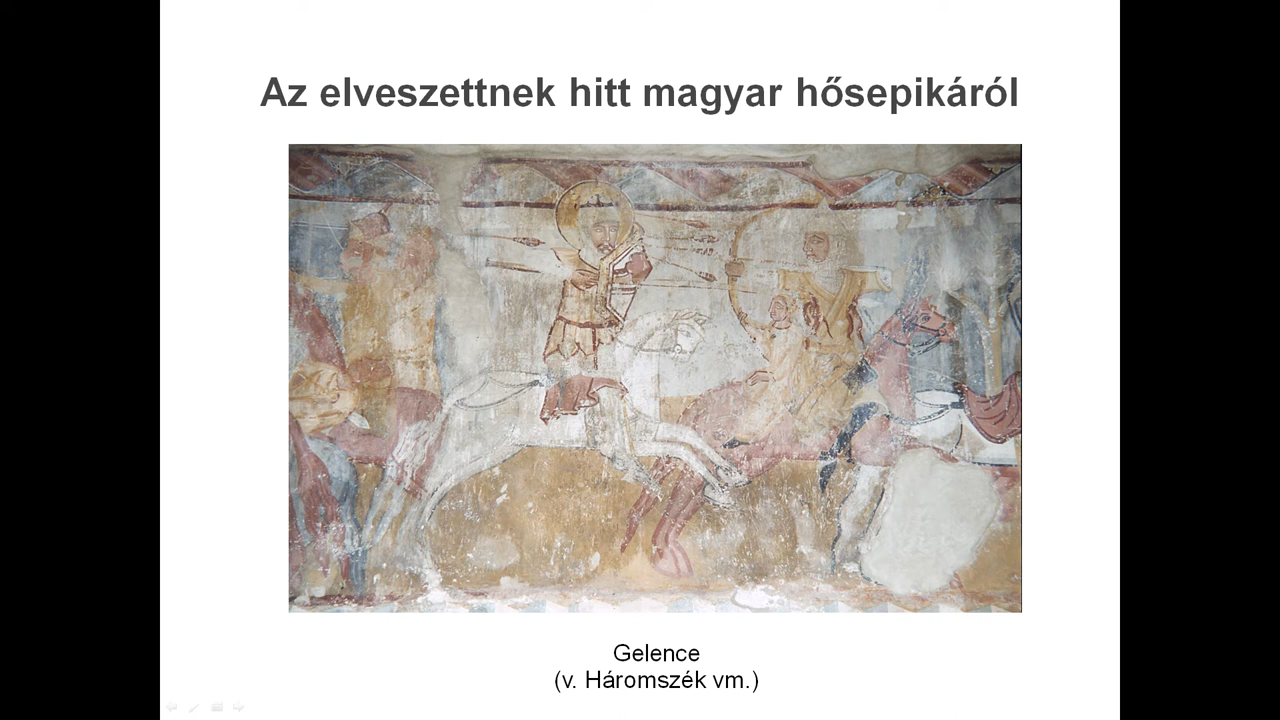 Az elveszettnek hitt magyar hősepikáról
Gelence
(v. Háromszék vm.)